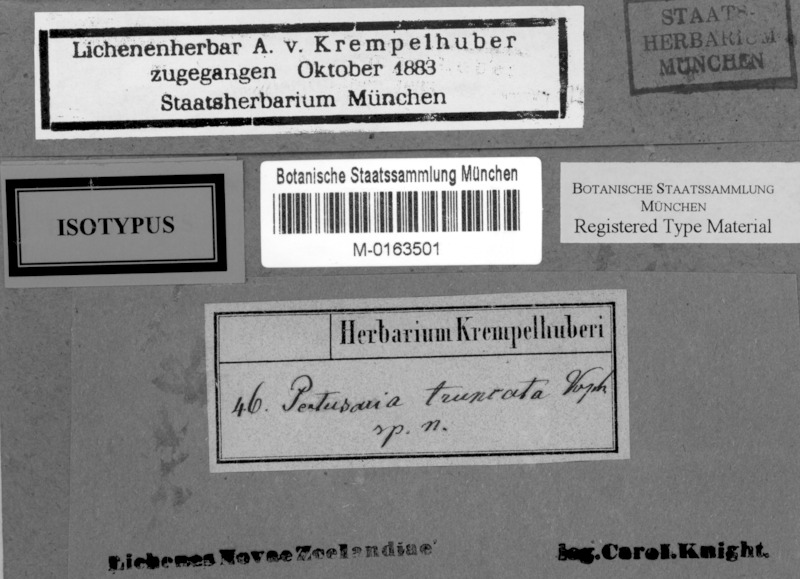 Lichenenherbar A. v. Krempelhuber
zugegangen Oktober 1883
Staatsherbarium München
STAATS-
HERBARIUM
MÜNCHEN
ISOTYPUS
Botanische Staatssammlung München
M-0163501
BOTANISCHE STAATSSAMMLUNG
MÜNCHEN
Registered Type Material
Herbarium Krempelhuberi
46. Pertusaria truncata
sp. n.
Lichenes Novae Zeelandiae
leg. Carol. Knight.